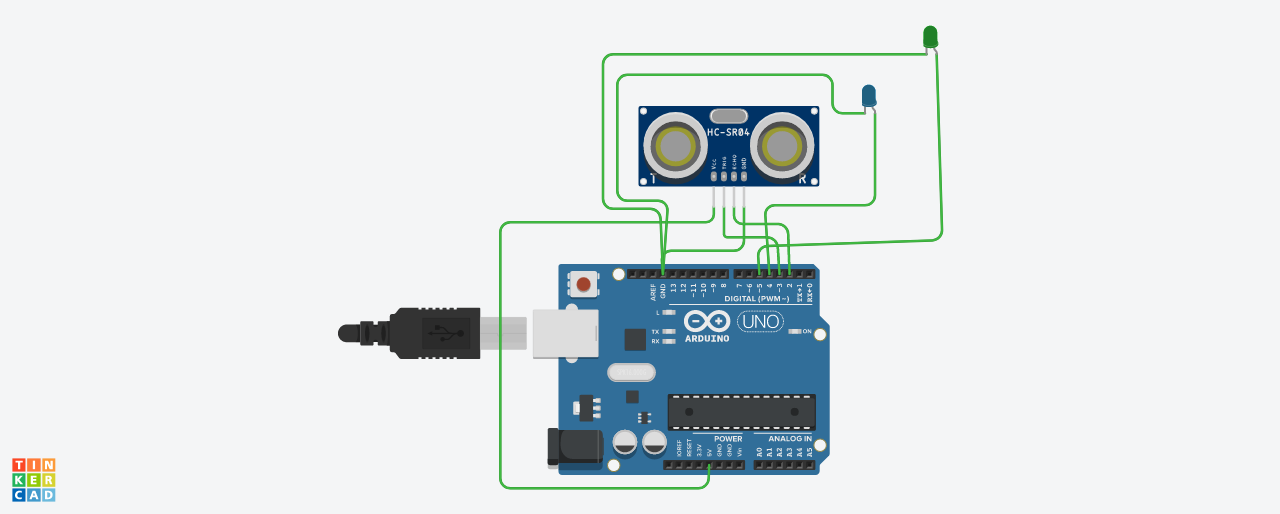 HC-SR04
Vcc
TRIG
ECHO
GND
T
R
AREF
GND
13
12
~11
~10
~9
8
7
~6
~5
4
~3
2
TX→1
RX←0
DIGITAL (PWM~)
L
TX
RX
UNO
ARDUINO
ON
POWER
ANALOG IN
IOREF
RESET
3.3V
5V
GND
GND
Vin
A0
A1
A2
A3
A4
A5
TIN
KER
CAD